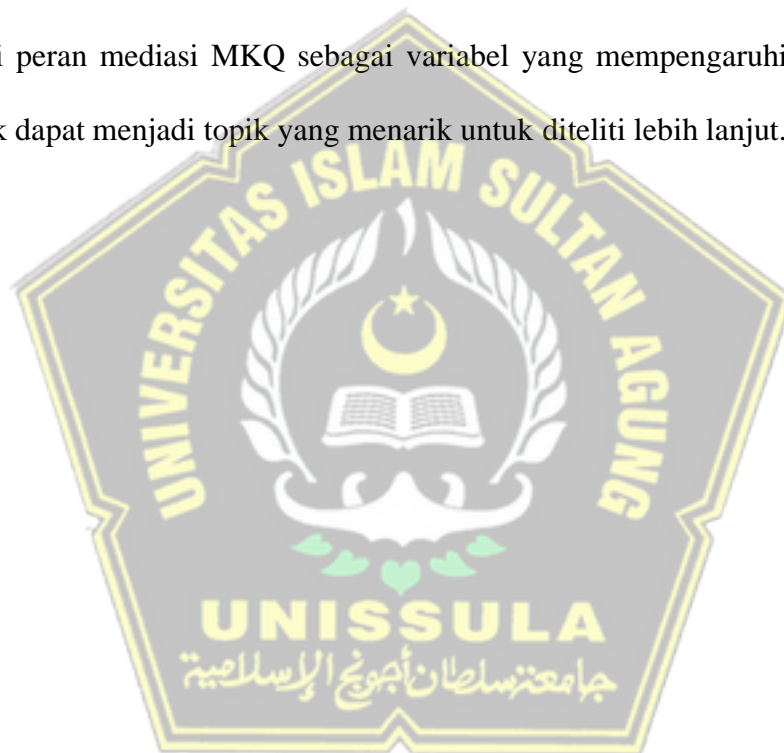 i peran mediasi MKQ sebagai variabel yang mempengaruhi
k dapat menjadi topik yang menarik untuk diteliti lebih lanjut.
UNIVERSITAS ISLAM SULTAN AGUNG
UNISSULA
جامعة سلطان أجونج الإسلامية